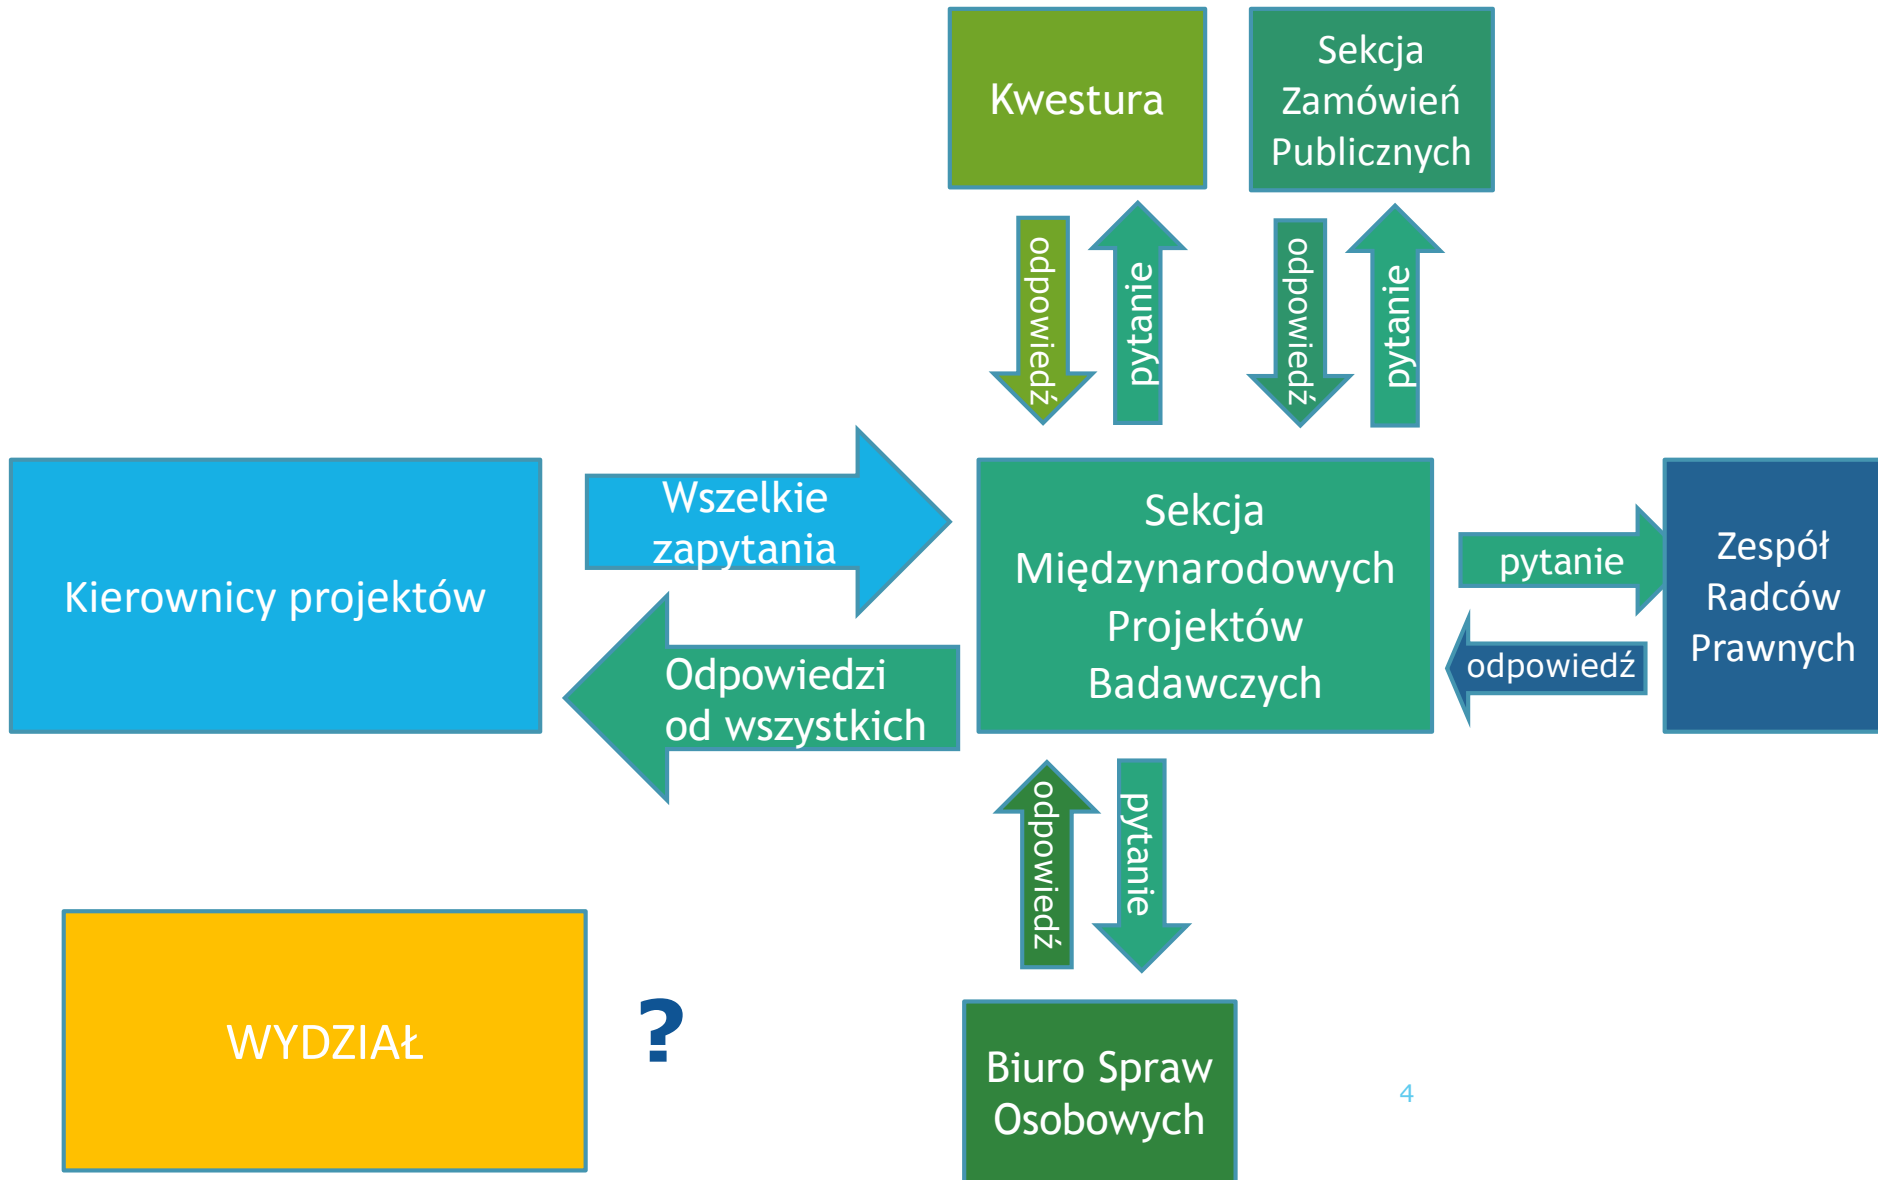 Kwestura
Sekcja
Zamówień
Publicznych
odpowiedź
pytanie
odpowiedź
pytanie
Kierownicy projektów
Wszelkie
zapytania
Odpowiedzi
od wszystkich
Sekcja
Międzynarodowych
Projektów
Badawczych
pytanie
odpowiedź
Zespół
Radców
Prawnych
odpowiedź
pytanie
WYDZIAŁ
?
Biuro Spraw
Osobowych
4